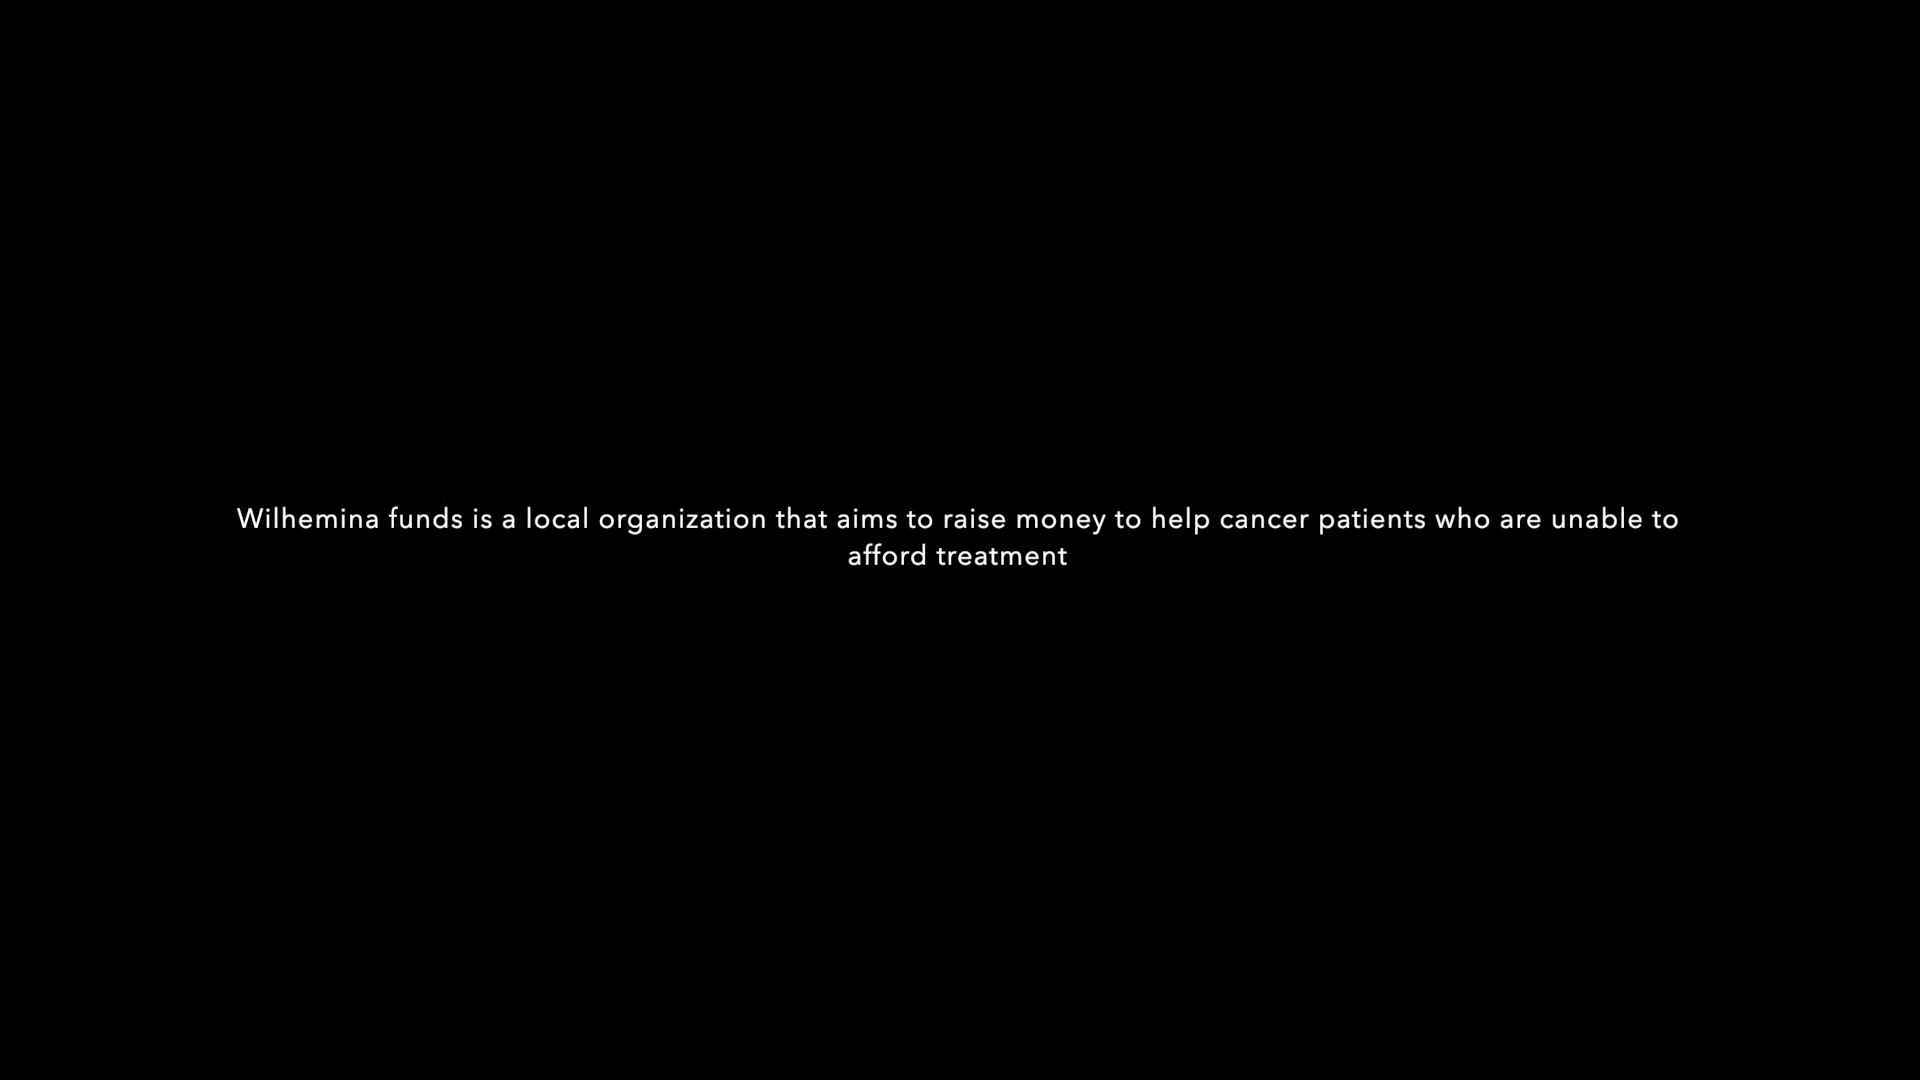 Wilhemina funds is a local organization that aims to raise money to help cancer patients who are unable to
afford treatment